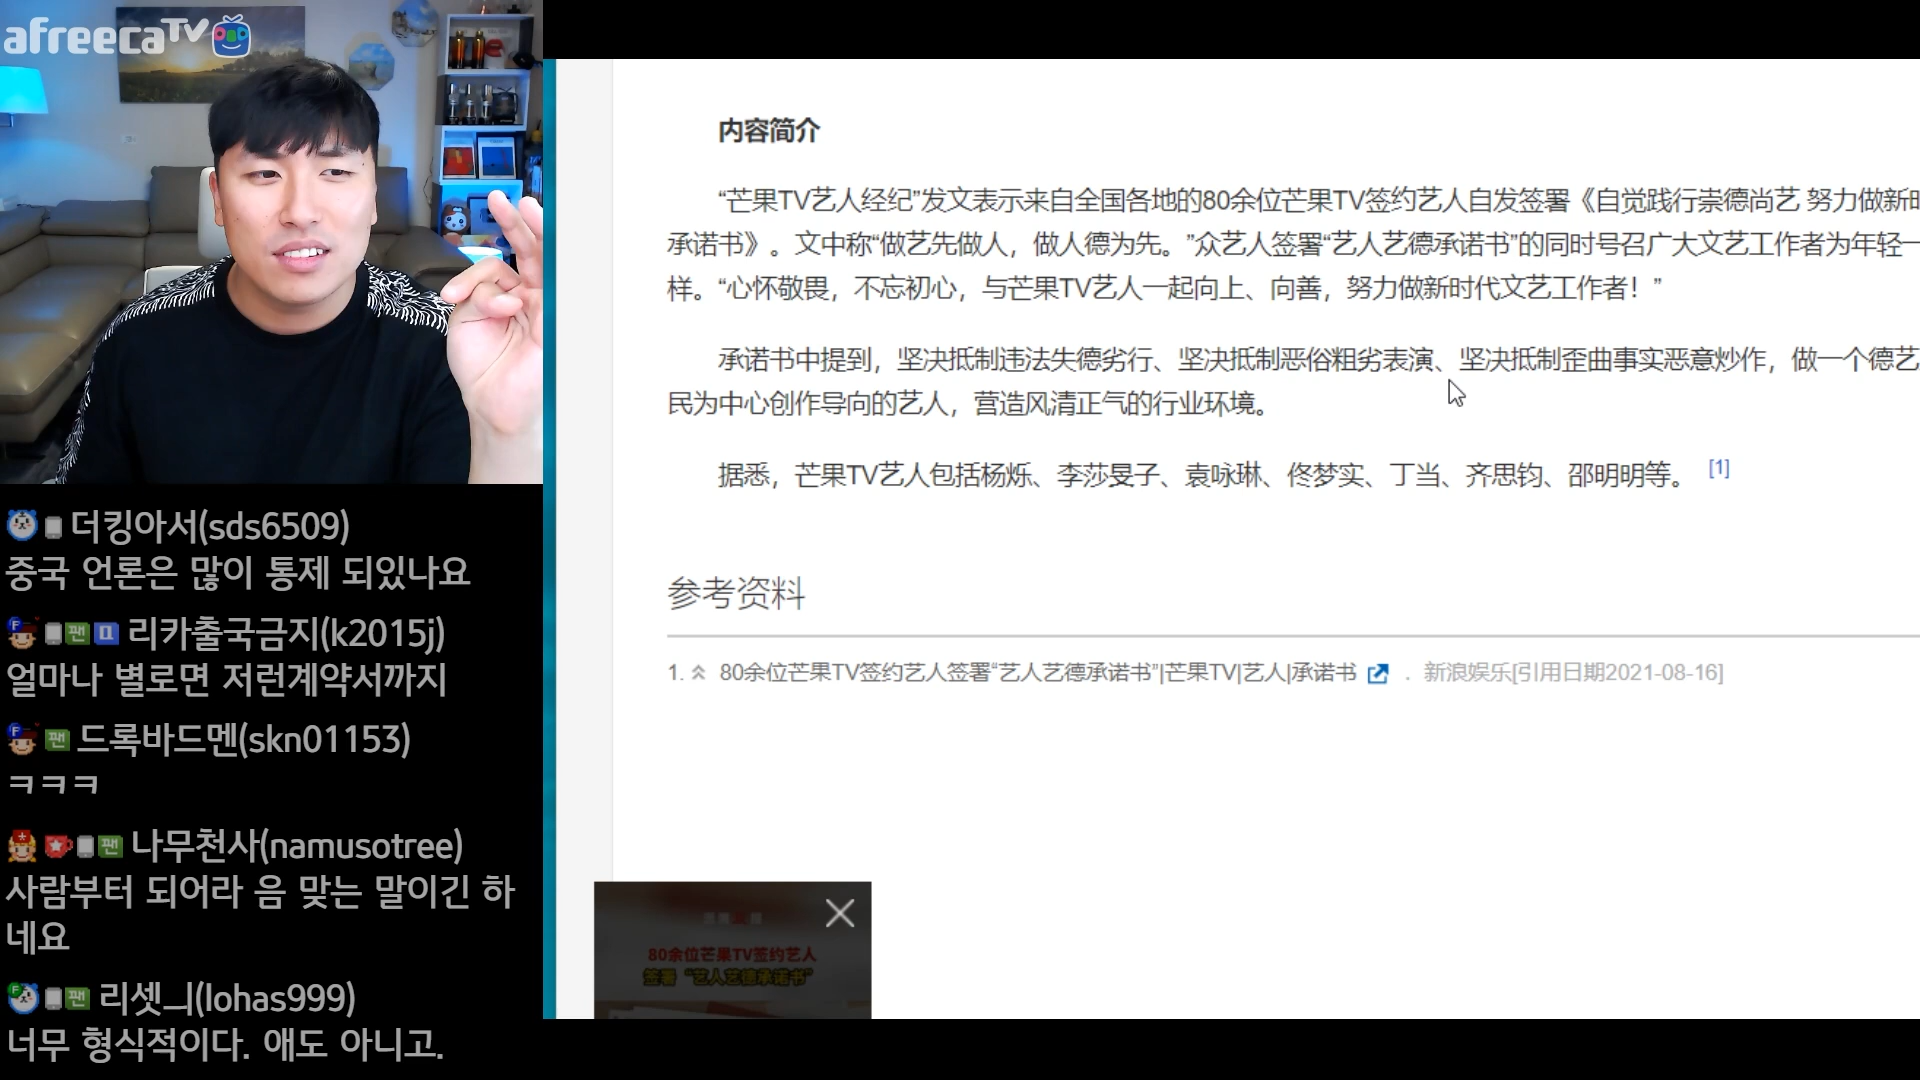 afreecaTV
内容简介
“芒果TV艺人经纪”发文表示来自全国各地的80余位芒果TV签约艺人自发签署《自觉践行崇德尚艺 努力做新时
承诺书》。文中称“做艺先做人，做人德为先。”众艺人签署“艺人艺德承诺书”的同时号召广大文艺工作者为年轻一
样。“心怀敬畏，不忘初心，与芒果TV艺人一起向上、向善，努力做新时代文艺工作者！”
承诺书中提到，坚决抵制违法失德劣行、坚决抵制恶俗粗劣表演、坚决抵制歪曲事实恶意炒作，做一个德艺
民为中心创作导向的艺人，营造风清正气的行业环境。
据悉，芒果TV艺人包括杨烁、李莎旻子、袁咏琳、佟梦实、丁当、齐思钧、邵明明等。 [1]
参考资料
1. 80余位芒果TV签约艺人签署“艺人艺德承诺书”|芒果TV|艺人|承诺书 . 新浪娱乐[引用日期2021-08-16]
80余位芒果TV签约艺人
签署“艺人艺德承诺书”
더킹아서(sds6509)
중국 언론은 많이 통제 되있나요
팬 리카출국금지(k2015j)
얼마나 별로면 저런계약서까지
팬 드록바드멘(skn01153)
ㅋㅋㅋ
팬 나무천사(namusotree)
사람부터 되어라 음 맞는 말이긴 하
네요
팬 리셋ㅢ(lohas999)
너무 형식적이다. 애도 아니고.